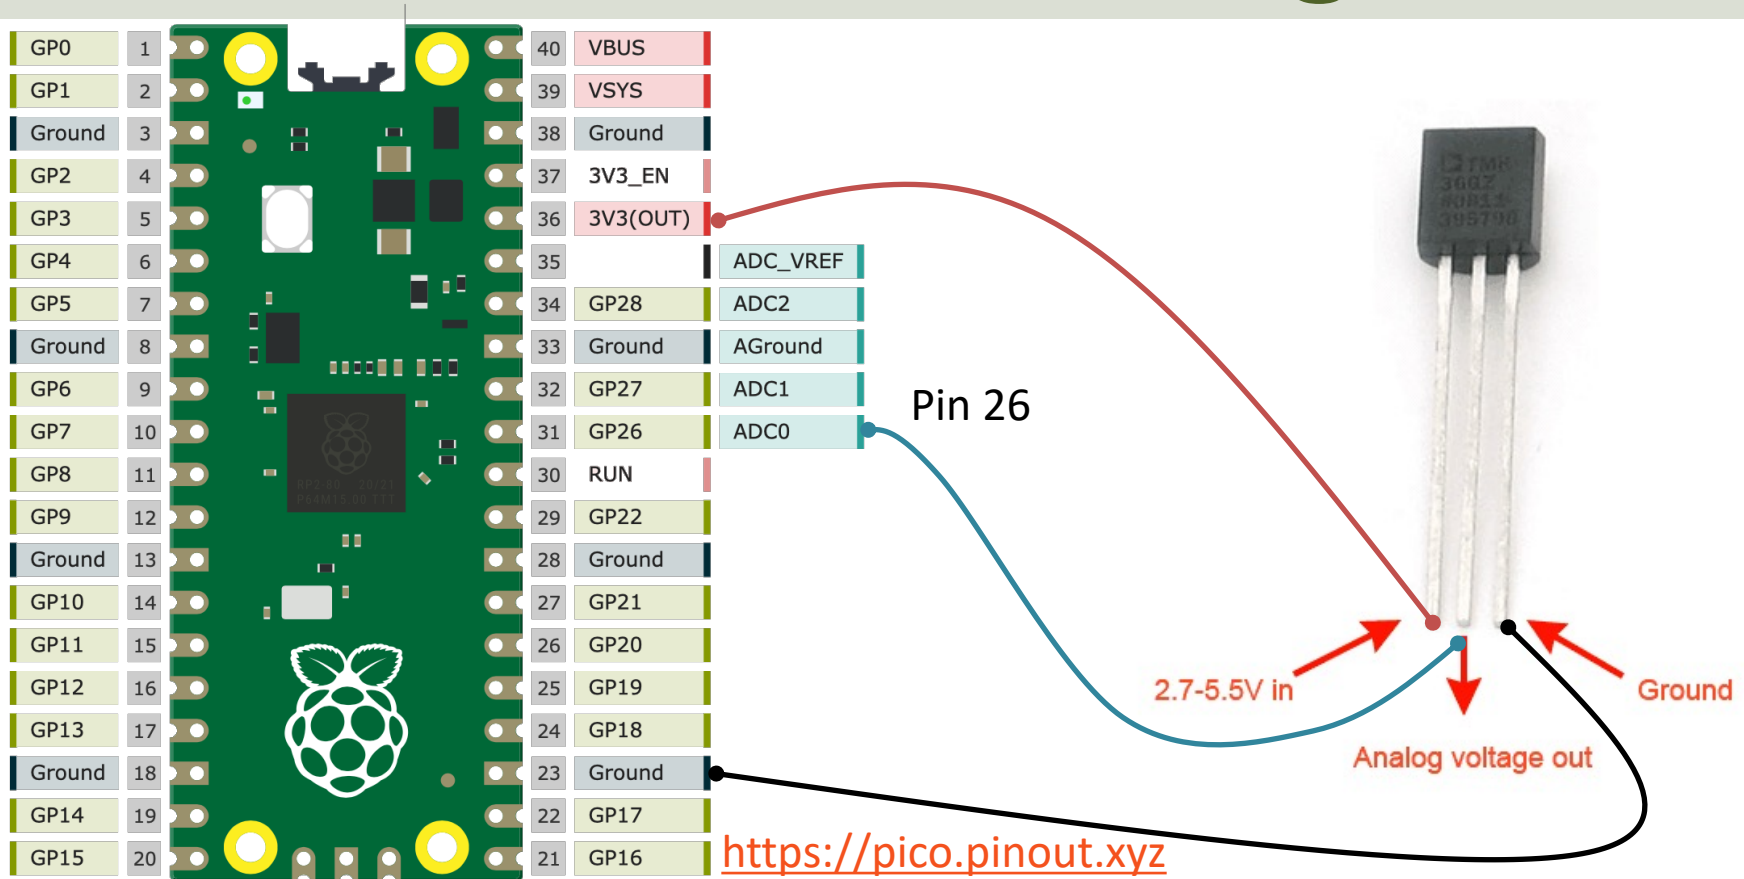 GP0 1 40 VBUS
GP1 2 39 VSYS
Ground 3 38 Ground
GP2 4 37 3V3_EN
GP3 5 36 3V3(OUT)
GP4 6 35 ADC_VREF
GP5 7 34 GP28 ADC2
Ground 8 33 Ground AGround
GP6 9 32 GP27 ADC1
GP7 10 31 GP26 ADC0
GP8 11 30 RUN
GP9 12 29 GP22
Ground 13 28 Ground
GP10 14 27 GP21
GP11 15 26 GP20
GP12 16 25 GP19
GP13 17 24 GP18
Ground 18 23 Ground
GP14 19 22 GP17
GP15 20 21 GP16
Pin 26
TMP
2.7-5.5V in
Ground
Analog voltage out
https://pico.pinout.xyz